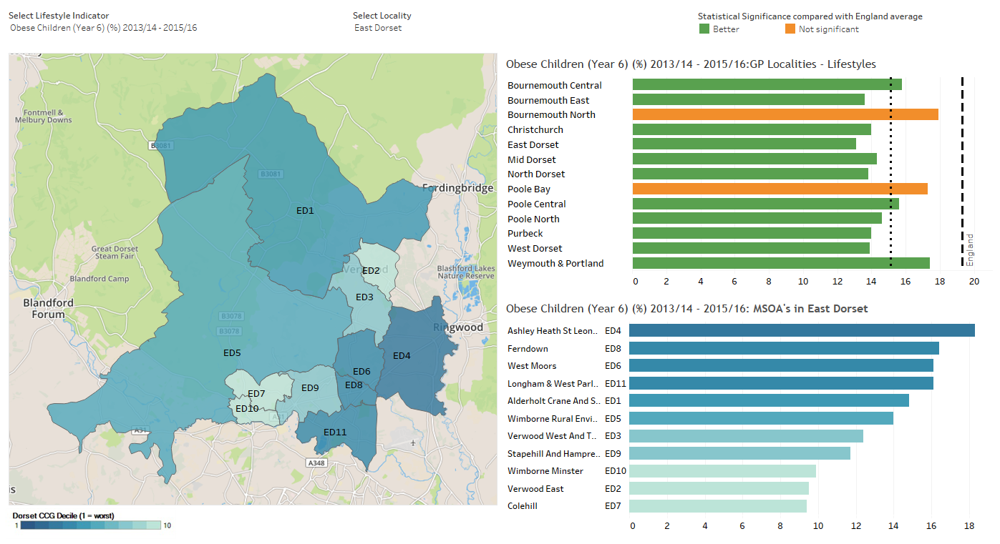 Select Lifestyle Indicator
Obese Children (Year 6) (%) 2013/14 - 2015/16
Select Locality
East Dorset
Statistical Significance compared with England average
Better
Not significant
Fontmell &
Melbury Downs
B3081
B3081
Fordingbridge
ED1
Great Dorset
Steam Fair
Blandford Camp
ED2
Blashford Lakes
Nature Reserve
ED3
Blandford
Forum
B3078
B3078
Ringwood
ED5
ED4
ED6
ED8
ED7
ED9
ED10
A31
A31
ED11
A348
is
Dorset CCG Decile (1 = worst)
1
10
Obese Children (Year 6) (%) 2013/14 - 2015/16:GP Localities - Lifestyles
Bournemouth Central
Bournemouth East
Bournemouth North
Christchurch
East Dorset
Mid Dorset
North Dorset
Poole Bay
Poole Central
Poole North
Purbeck
West Dorset
Weymouth & Portland
England
0 2 4 6 8 10 12 14 16 18 20
Obese Children (Year 6) (%) 2013/14 - 2015/16: MSOA's in East Dorset
Ashley Heath St Leon.. ED4
Ferndown ED8
West Moors ED6
Longham & West Parl.. ED11
Alderholt Crane And S.. ED1
Wimborne Rural Envi.. ED5
Verwood West And T.. ED3
Stapehill And Hampre.. ED9
Wimborne Minster ED10
Verwood East ED2
Colehill ED7
0 2 4 6 8 10 12 14 16 18